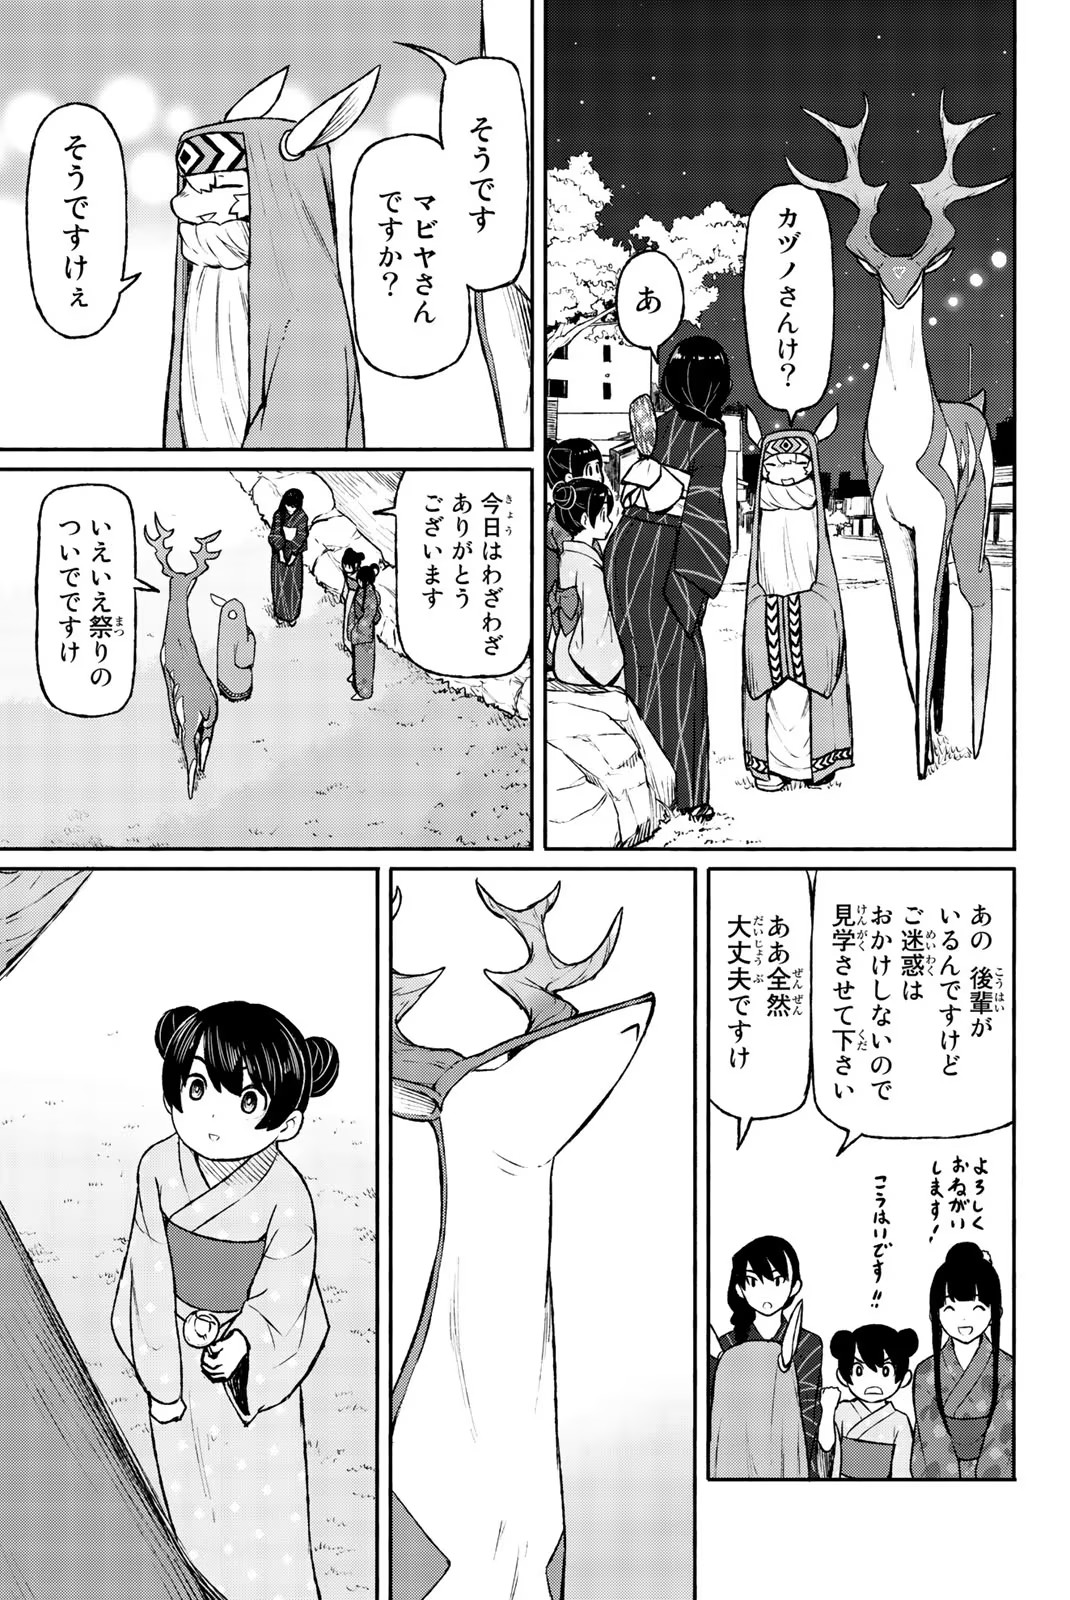 カヅノさんけ?
あ
そうです
マビヤさん
ですか?
そうですけぇ
今日はわざわざ
ありがとう
ございます
いえいえ祭りの
ついでですけ
あの 後輩が
いるんですけど
ご迷惑は
おかけしないので
見学させて下さい
ああ全然
大丈夫ですけ
よろしく
おねがい
します!
こうはいです!!